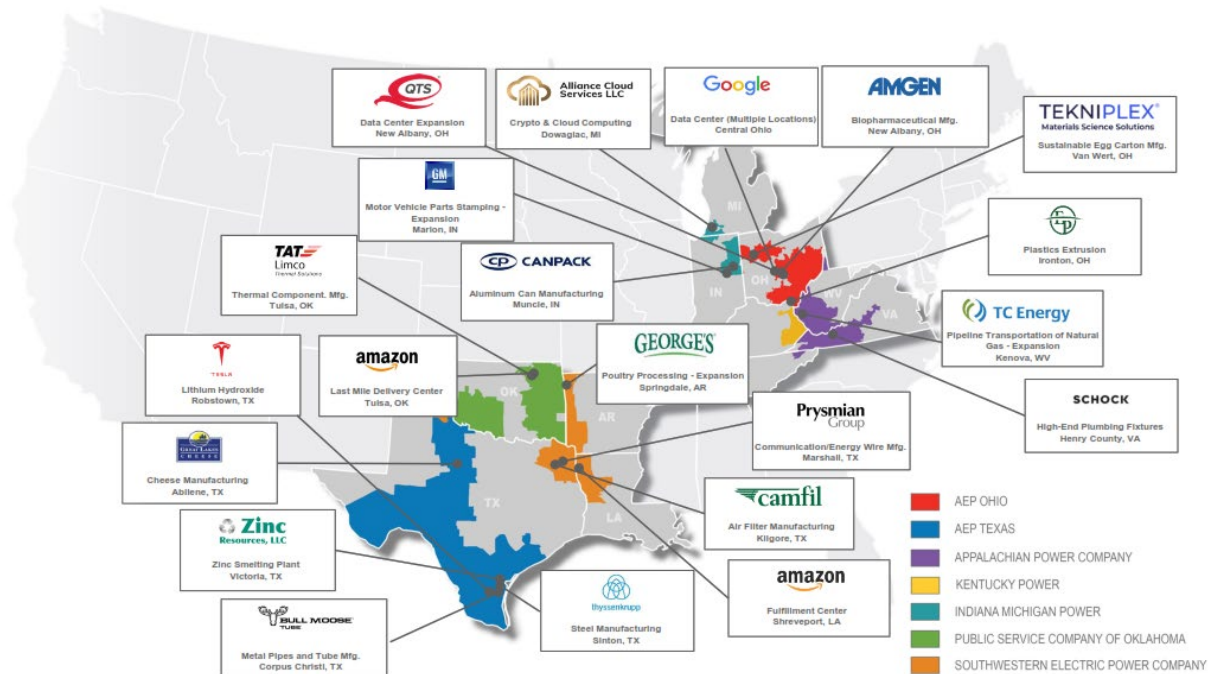 QTS
Data Center Expansion
New Albany, OH
Alliance Cloud
Services LLC
Crypto & Cloud Computing
Dowagiac, MI
Google
Data Center (Multiple Locations)
Central Ohio
AMGEN
Biopharmaceutical Mfg.
New Albany, OH
TEKNIPLEX
Materials Science Solutions
Sustainable Egg Carton Mfg.
Van Wert, OH
GM
Motor Vehicle Parts Stamping -
Expansion
Marion, IN
EP
Plastics Extrusion
Ironton, OH
TAT
Limco
Thermal Solutions
Thermal Component. Mfg.
Tulsa, OK
CP CANPACK
Aluminum Can Manufacturing
Muncie, IN
TC Energy
Pipeline Transportation of Natural
Gas - Expansion
Kenova, WV
TESLA
Lithium Hydroxide
Robstown, TX
amazon
Last Mile Delivery Center
Tulsa, OK
GEORGE'S
Poultry Processing - Expansion
Springdale, AR
Prysmian
Group
Communication/Energy Wire Mfg.
Marshall, TX
SCHOCK
High-End Plumbing Fixtures
Henry County, VA
GREAT LAKES
CHEESE
Cheese Manufacturing
Abilene, TX
camfil
Air Filter Manufacturing
Kilgore, TX
Zinc
Resources, LLC
Zinc Smelting Plant
Victoria, TX
thyssenkrupp
Steel Manufacturing
Sinton, TX
amazon
Fulfillment Center
Shreveport, LA
BULL MOOSE
TUBE
Metal Pipes and Tube Mfg.
Corpus Christi, TX
MI
IN
OH
WV
VA
OK
AR
TX
LA
AEP OHIO
AEP TEXAS
APPALACHIAN POWER COMPANY
KENTUCKY POWER
INDIANA MICHIGAN POWER
PUBLIC SERVICE COMPANY OF OKLAHOMA
SOUTHWESTERN ELECTRIC POWER COMPANY